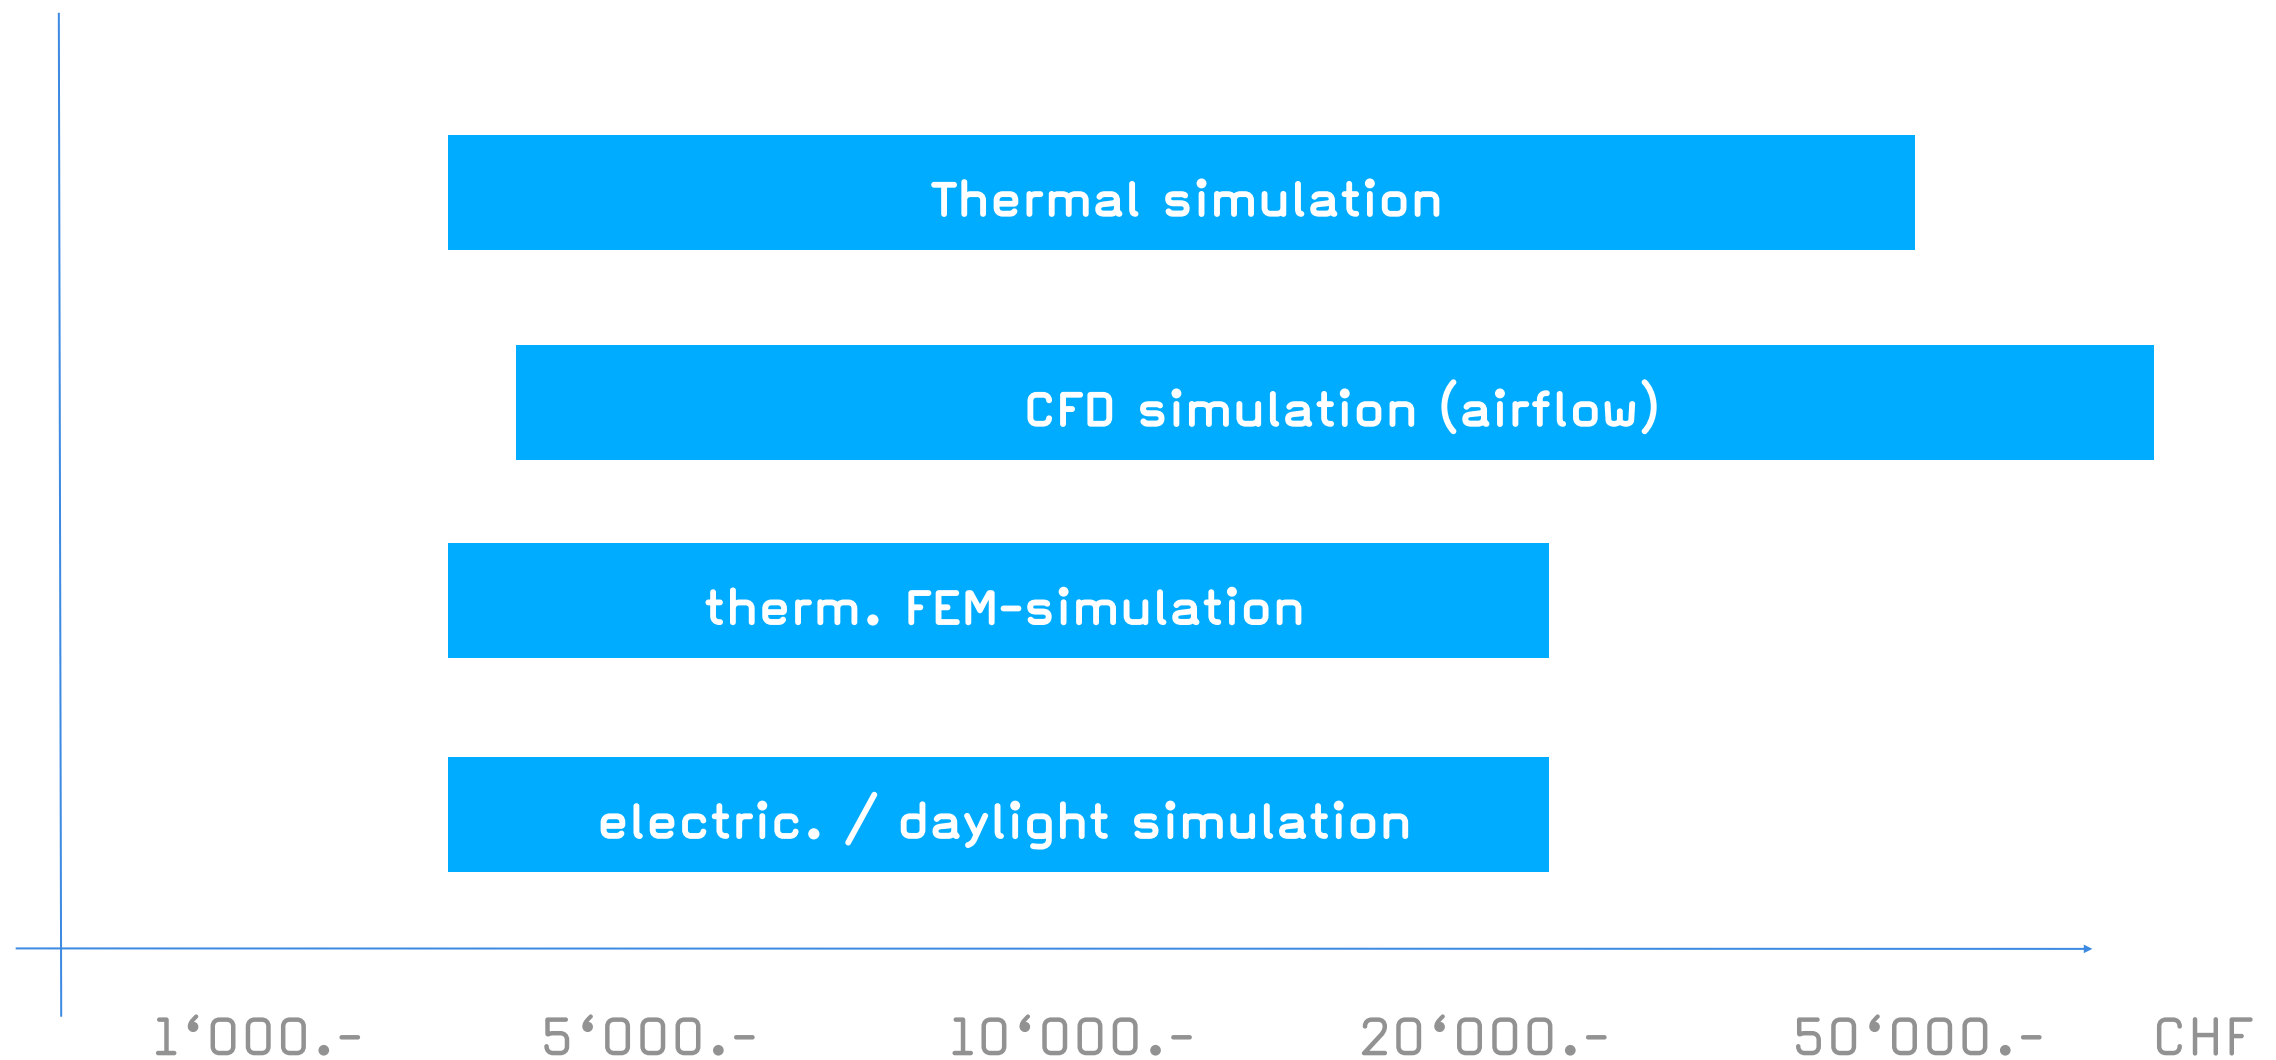 Thermal simulation
CFD simulation (airflow)
therm. FEM-simulation
electric. / daylight simulation
1‘000.- 5‘000.- 10‘000.- 20‘000.- 50‘000.- CHF